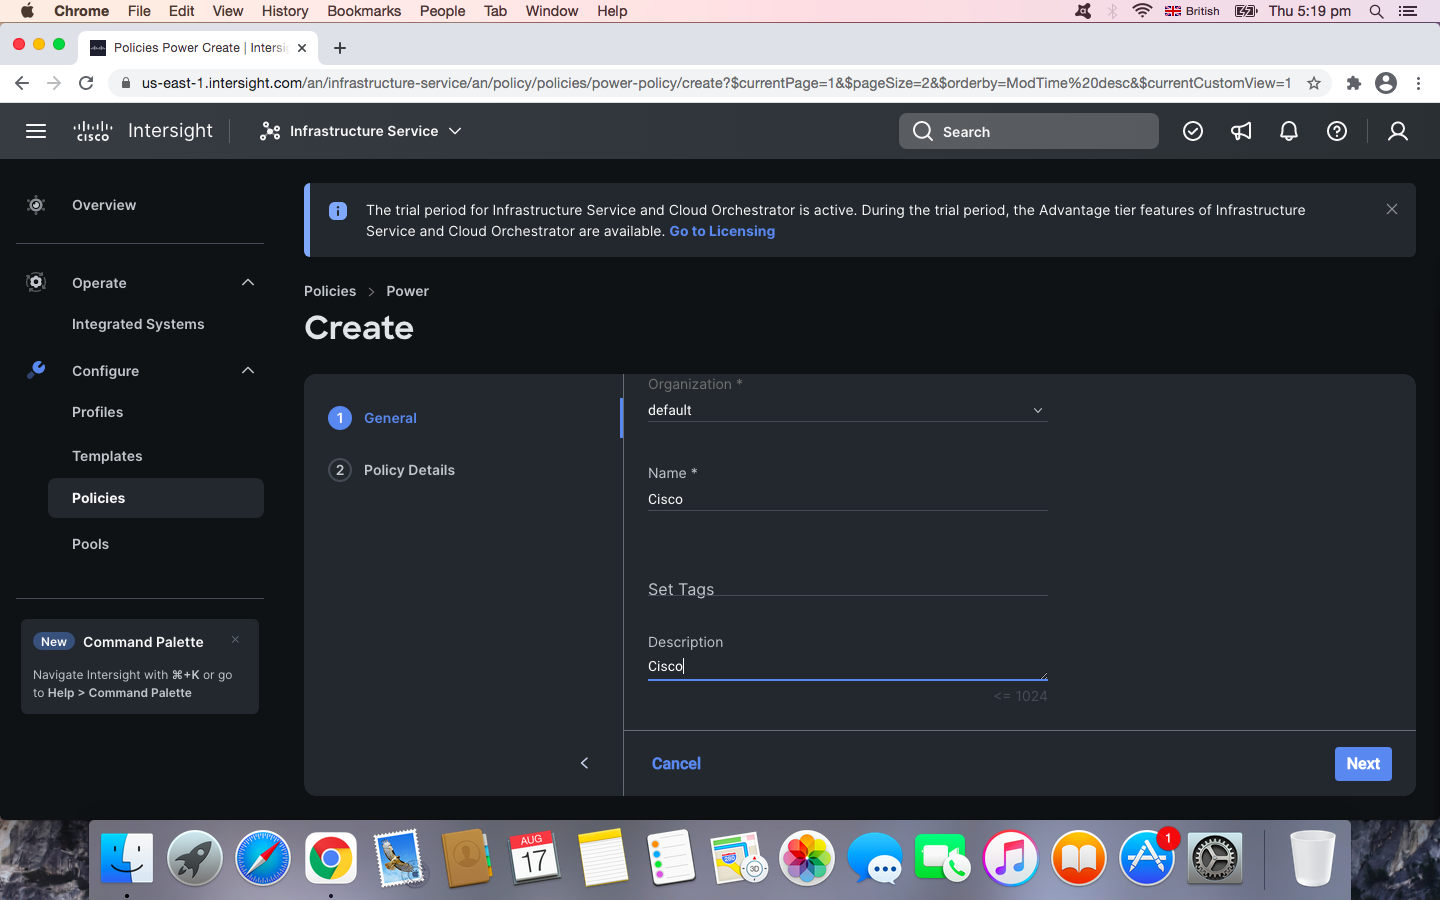 Chrome File Edit View History Bookmarks People Tab Window Help British Thu 5:19 pm
Policies Power Create | Intersi
us-east-1.intersight.com/an/infrastructure-service/an/policy/policies/power-policy/create?$currentPage=1&$pageSize=2&$orderby=ModTime%20desc&$currentCustomView=1
CISCO Intersight Infrastructure Service Search
Overview
Operate
Integrated Systems
Configure
Profiles
Templates
Policies
Pools
New Command Palette
Navigate Intersight with ⌘+K or go
to Help > Command Palette
The trial period for Infrastructure Service and Cloud Orchestrator is active. During the trial period, the Advantage tier features of Infrastructure
Service and Cloud Orchestrator are available. Go to Licensing
Policies > Power
Create
1 General
2 Policy Details
Organization *
default
Name *
Cisco
Set Tags
Description
Cisco
<= 1024
Cancel Next
AUG
17
280
3D
1